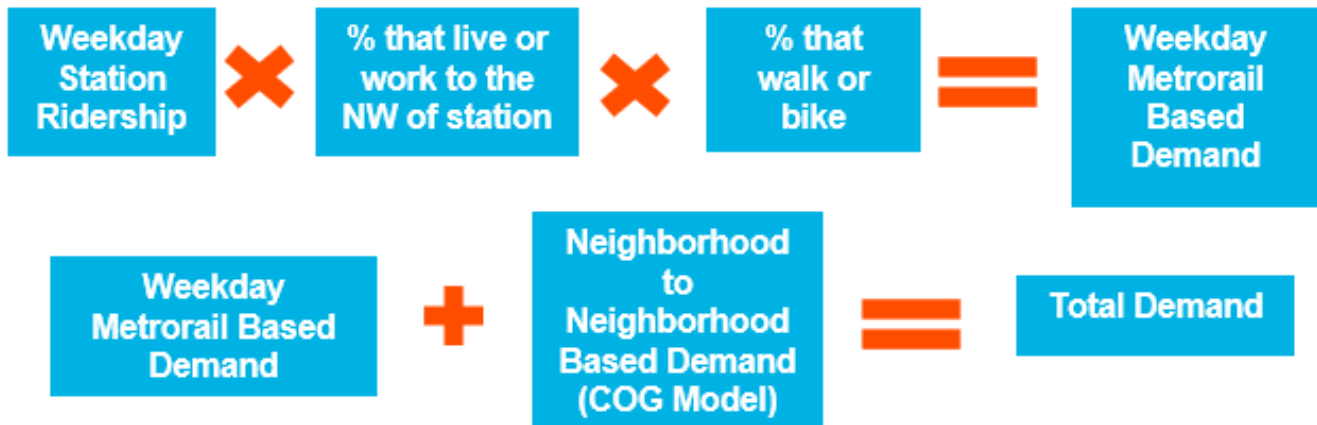 Weekday
Station
Ridership
% that live or
work to the
NW of station
% that
walk or
bike
Weekday
Metrorail
Based
Demand
Weekday
Metrorail Based
Demand
Neighborhood
to
Neighborhood
Based Demand
(COG Model)
Total Demand